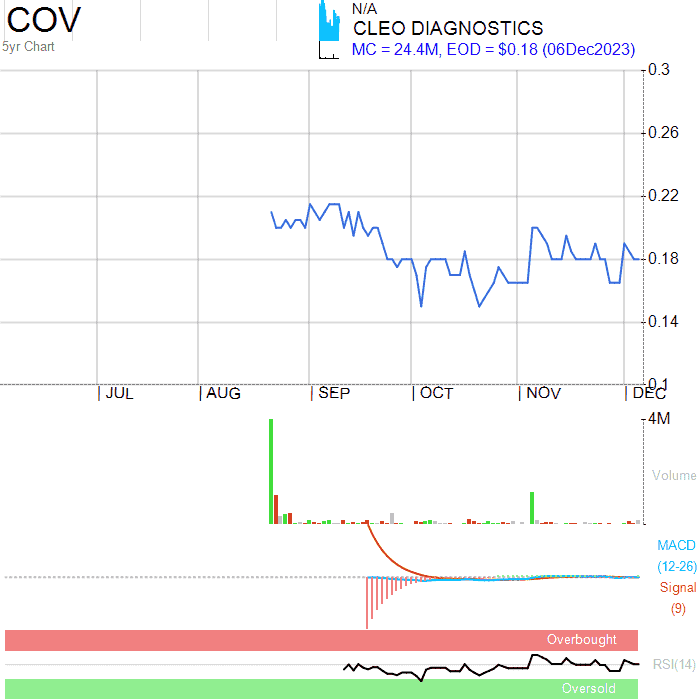 COV
N/A
CLEO DIAGNOSTICS
5yr Chart
MC = 24.4M, EOD = $0.18 (06Dec2023)
0.3
0.26
0.22
0.18
0.14
0.1
JUL AUG SEP OCT NOV DEC
4M
Volume
MACD
(12-26)
Signal
(9)
Overbought
RSI(14)
Oversold